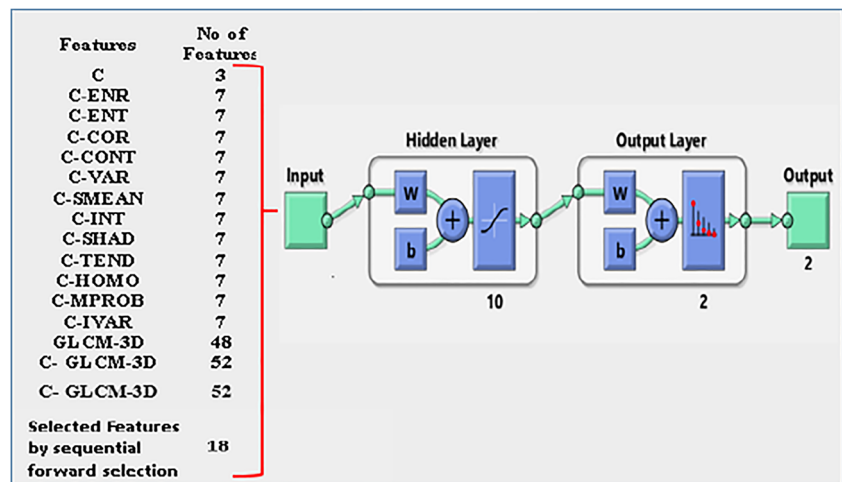 Features No of Features
C 3
C-ENR 7
C-ENT 7
C-COR 7
C-CONT 7
C-VAR 7
C-SMEAN 7
C-INT 7
C-SHAD 7
C-TEND 7
C-HOMO 7
C-MPROB 7
C-IVAR 7
GLCM-3D 48
C- GLCM-3D 52
C- GLCM-3D 52
Selected Features
by sequential 18
forward selection
Input
Hidden Layer
W
b
+
10
Output Layer
W
b
+
2
Output
2